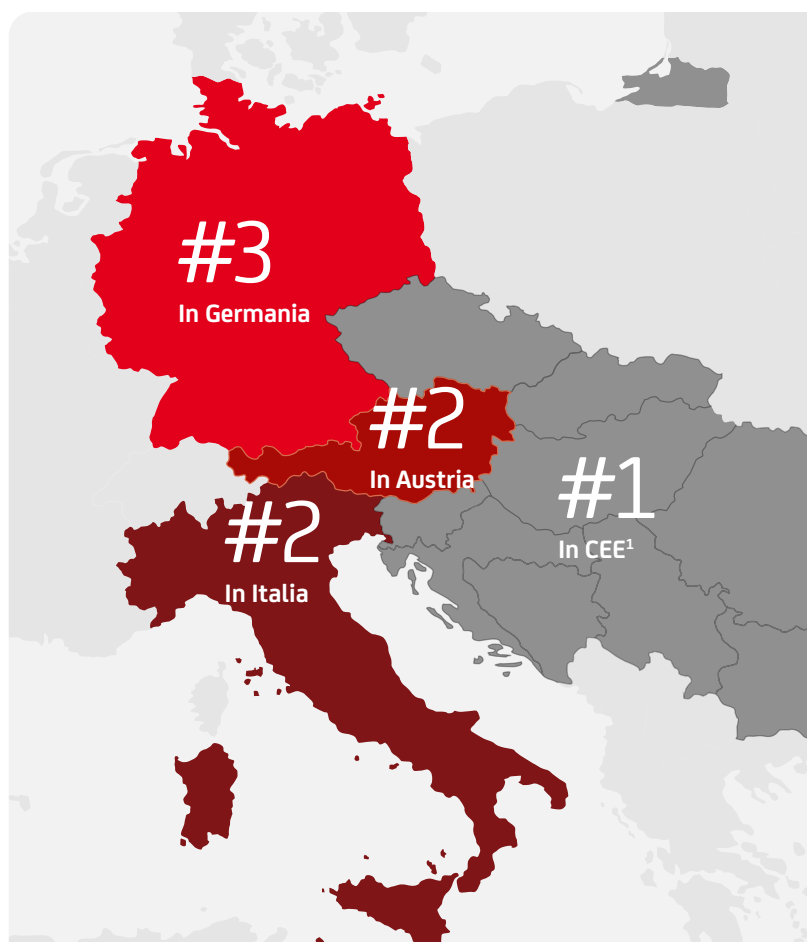 #3
In Germania
#2
In Austria
#1
In CEE¹
#2
In Italia